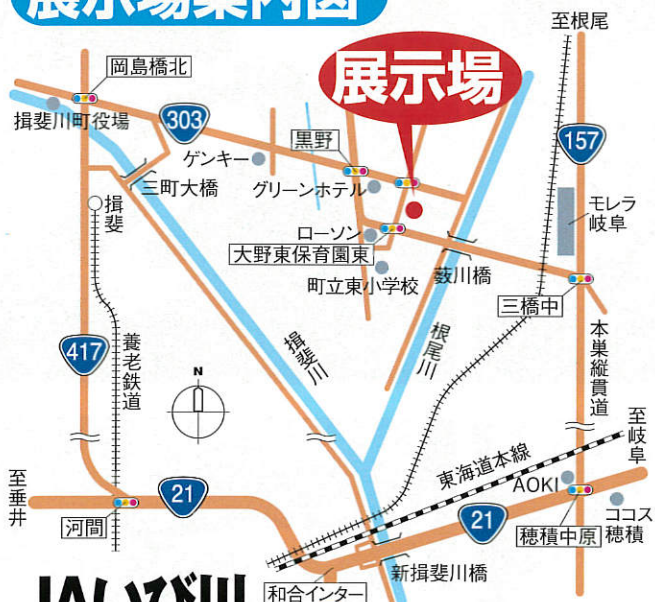 展示場案内図
至根尾
岡島橋北
展示場
303
揖斐川町役場
黒野
157
ゲンキー
三町大橋
グリーンホテル
モレラ
岐阜
揖斐
ローソン
大野東保育園東
藪川橋
町立東小学校
三橋中
417
養老鉄道
N
揖斐川
根尾川
本巣縦貫道
至岐阜
東海道本線
至垂井
21
AOKI
河間
21
穂積中原
ココス
穂積
新揖斐川橋
和合インター
JAいび川